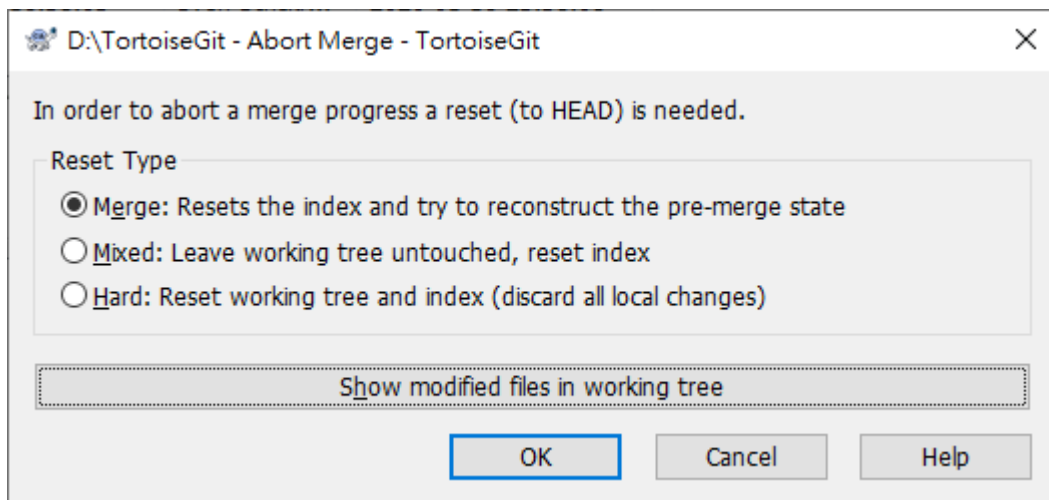 D:\TortoiseGit - Abort Merge - TortoiseGit
In order to abort a merge progress a reset (to HEAD) is needed.
Reset Type
Merge: Resets the index and try to reconstruct the pre-merge state
Mixed: Leave working tree untouched, reset index
Hard: Reset working tree and index (discard all local changes)
Show modified files in working tree
OK Cancel Help